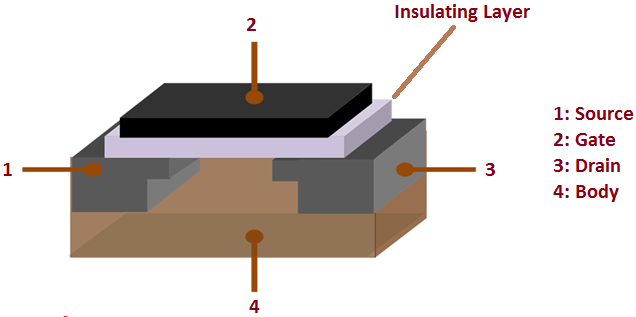 Insulating Layer
2
1
3
4
1: Source
2: Gate
3: Drain
4: Body